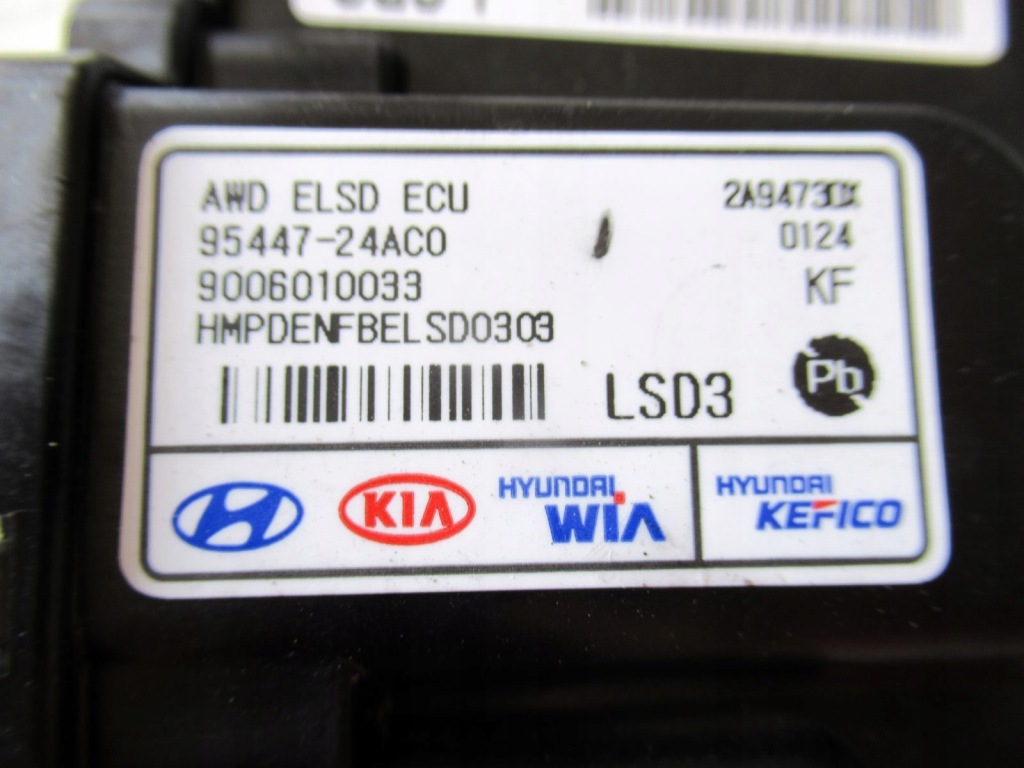 AWD ELSD ECU
95447-24AC0
0124
9006010033
KF
HMPDENFBELSD0303
Pb
LSD3
KIA
HYUNDAI
WIA
HYUNDAI
KEFICO